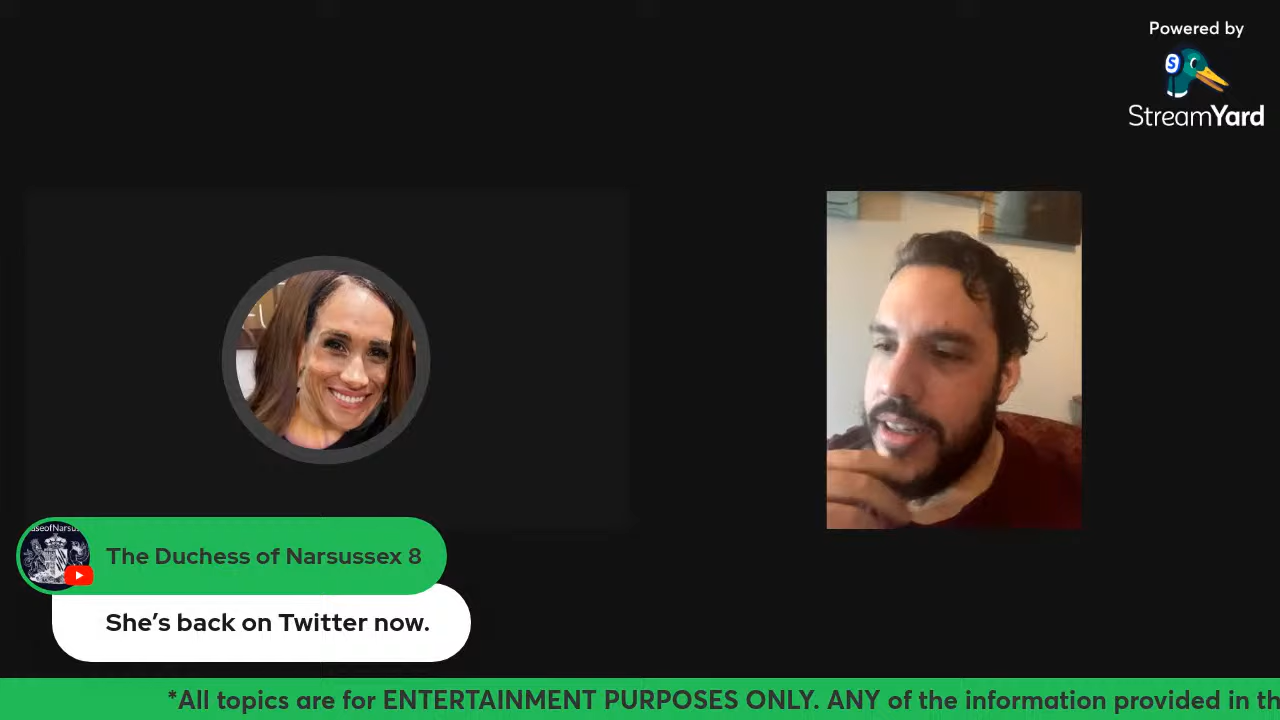 Powered by
S
StreamYard
The Duchess of Narsussex 8
She’s back on Twitter now.
*All topics are for ENTERTAINMENT PURPOSES ONLY. ANY of the information provided in th